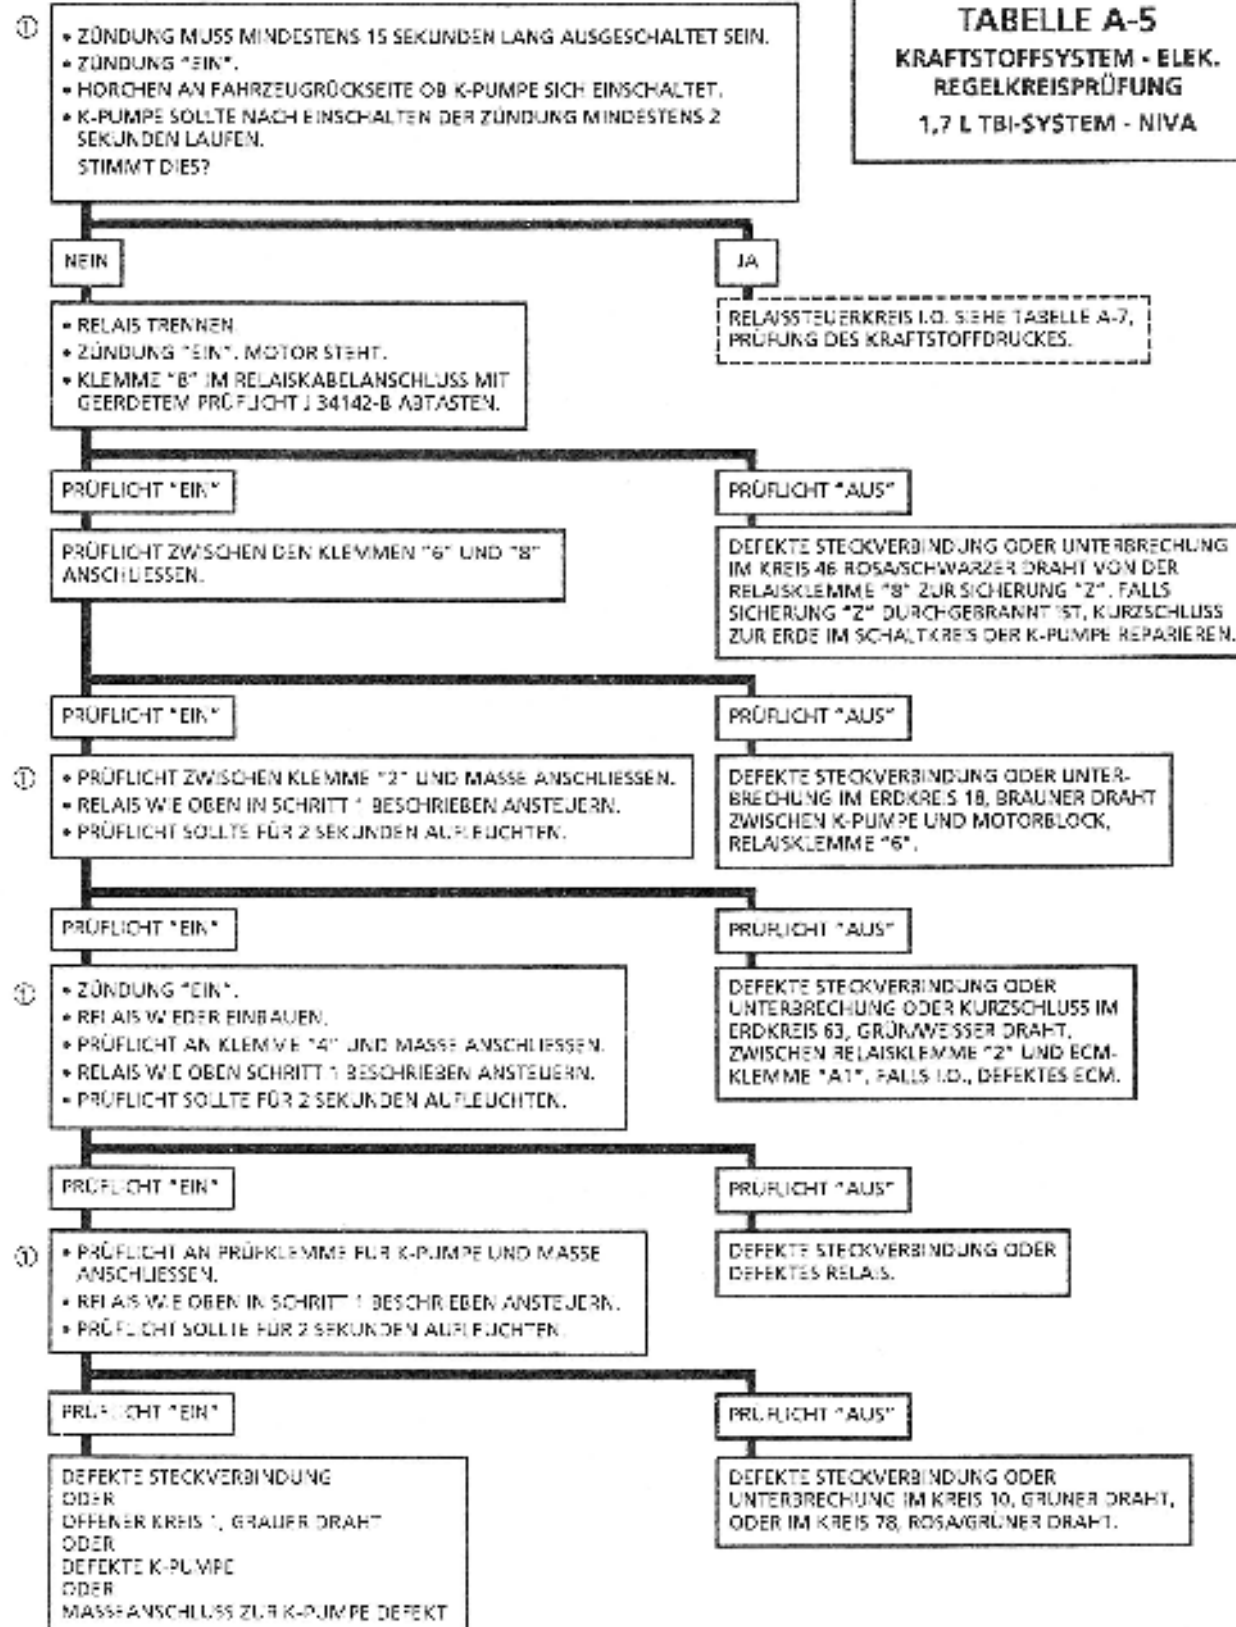 TABELLE A-5
KRAFTSTOFFSYSTEM - ELEK.
REGELKREISPRÜFUNG
1,7 L TBI-SYSTEM - NIVA
①
• ZÜNDUNG MUSS MINDESTENS 15 SEKUNDEN LANG AUSGESCHALTET SEIN.
• ZÜNDUNG "EIN".
• HORCHEN AN FAHRZEUGRÜCKSEITE OB K-PUMPE SICH EINSCHALTET.
• K-PUMPE SOLLTE NACH EINSCHALTEN DER ZÜNDUNG MINDESTENS 2
SEKUNDEN LAUFEN.
STIMMT DIES?
NEIN
JA
• RELAIS TRENNEN
• ZÜNDUNG "EIN". MOTOR STEHT.
• KLEMME "8" IM RELAISKABELANSCHLUSS MIT
GEERDETEM PRÜFLICHT J 34142-B ABTASTEN.
RELAISSTEUERKREIS I.O. SIEHE TABELLE A-7,
PRÜFUNG DES KRAFTSTOFFDRUCKES.
PRÜFLICHT "EIN"
PRÜFLICHT "AUS"
PRÜFLICHT ZWISCHEN DEN KLEMMEN "6" UND "8"
ANSCHLIESSEN.
DEFEKTE STECKVERBINDUNG ODER UNTERBRECHUNG
IM KREIS 46 ROSA/SCHWARZER DRAHT VON DER
RELAISKLEMME "8" ZUR SICHERUNG "Z". FALLS
SICHERUNG "Z" DURCHGEBRANNT IST, KURZSCHLUSS
ZUR ERDE IM SCHALTKREIS DER K-PUMPE REPARIEREN.
PRÜFLICHT "EIN"
PRÜFLICHT "AUS"
①
• PRÜFLICHT ZWISCHEN KLEMME "2" UND MASSE ANSCHLIESSEN.
• RELAIS WIE OBEN IN SCHRITT 1 BESCHRIEBEN ANSTEUERN.
• PRÜFLICHT SOLLTE FÜR 2 SEKUNDEN AUFLEUCHTEN.
DEFEKTE STECKVERBINDUNG ODER UNTER-
BRECHUNG IM ERDKREIS 18, BRAUNER DRAHT
ZWISCHEN K-PUMPE UND MOTORBLOCK,
RELAISKLEMME "6".
PRÜFLICHT "EIN"
PRÜFLICHT "AUS"
①
• ZÜNDUNG "EIN".
• RELAIS WIEDER EINBAUEN.
• PRÜFLICHT AN KLEMME "4" UND MASSE ANSCHLIESSEN.
• RELAIS WIE OBEN SCHRITT 1 BESCHRIEBEN ANSTEUERN.
• PRÜFLICHT SOLLTE FÜR 2 SEKUNDEN AUFLEUCHTEN.
DEFEKTE STECKVERBINDUNG ODER
UNTERBRECHUNG ODER KURZSCHLUSS IM
ERDKREIS 63, GRÜN/WEISSER DRAHT.
ZWISCHEN RELAISKLEMME "2" UND ECM-
KLEMME "A1", FALLS I.O., DEFEKTES ECM.
PRÜFLICHT "EIN"
PRÜFLICHT "AUS"
①
• PRÜFLICHT AN PRÜFKLEMME FÜR K-PUMPE UND MASSE
ANSCHLIESSEN.
• RELAIS WIE OBEN IN SCHRITT 1 BESCHRIEBEN ANSTEUERN.
• PRÜFLICHT SOLLTE FÜR 2 SEKUNDEN AUFLEUCHTEN.
DEFEKTE STECKVERBINDUNG ODER
DEFEKTES RELAIS.
PRÜFLICHT "EIN"
PRÜFLICHT "AUS"
DEFEKTE STECKVERBINDUNG
ODER
OFFENER KREIS 1, GRAUER DRAHT
ODER
DEFEKTE K-PUMPE
ODER
MASSEANSCHLUSS ZUR K-PUMPE DEFEKT
DEFEKTE STECKVERBINDUNG ODER
UNTERBRECHUNG IM KREIS 10, GRÜNER DRAHT,
ODER IM KREIS 78, ROSA/GRÜNER DRAHT.